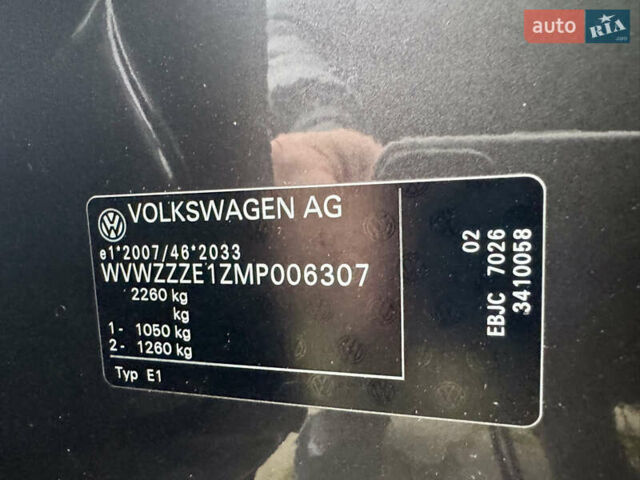 auto RIA
.com
VOLKSWAGEN AG
e1*2007/46*2033
WVWZZZE1ZMP006307
2260 kg
kg
1- 1050 kg
2- 1260 kg
Typ E1
02
EBJC 7026
3410058